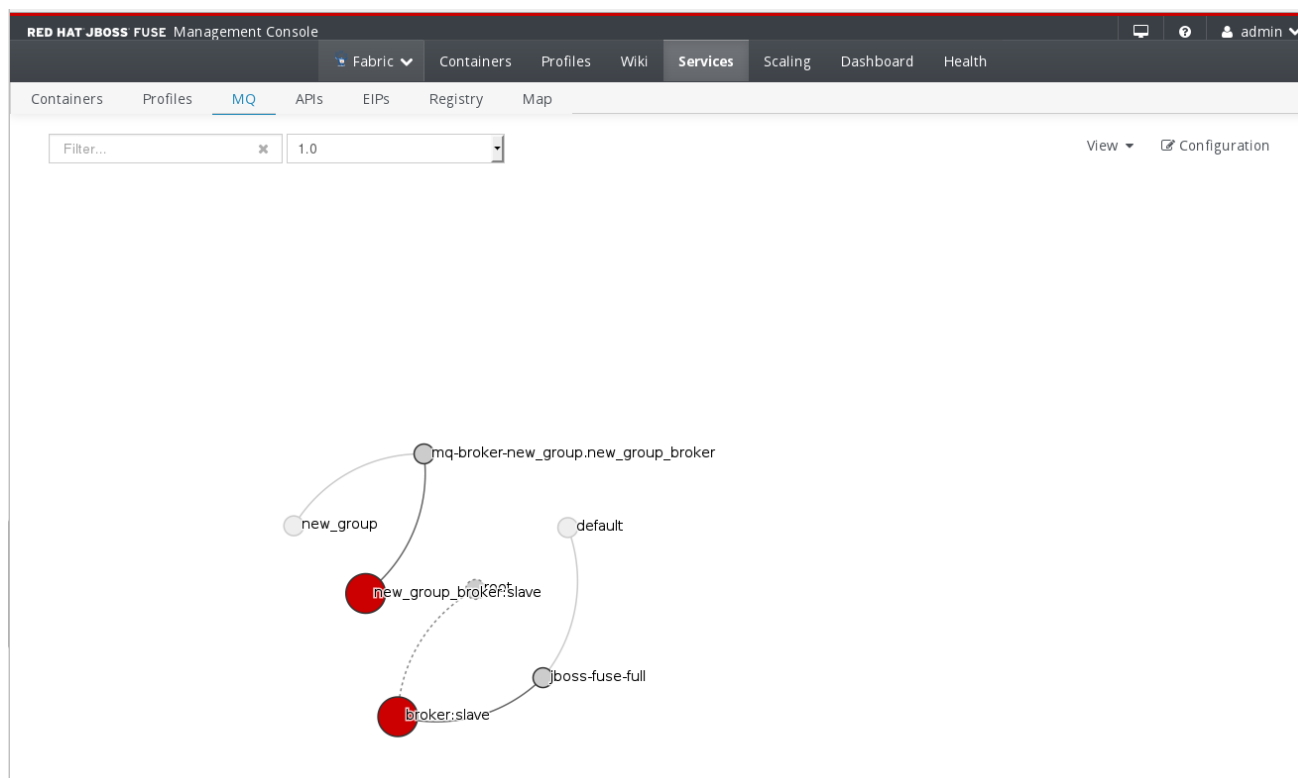 RED HAT JBOSS FUSE Management Console
admin
Fabric Containers Profiles Wiki Services Scaling Dashboard Health
Containers Profiles MQ APIs EIPs Registry Map
Filter... 1.0 View Configuration
mq-broker-new_group.new_group_broker
new_group
default
root
new_group_broker:slave
jboss-fuse-full
broker:slave